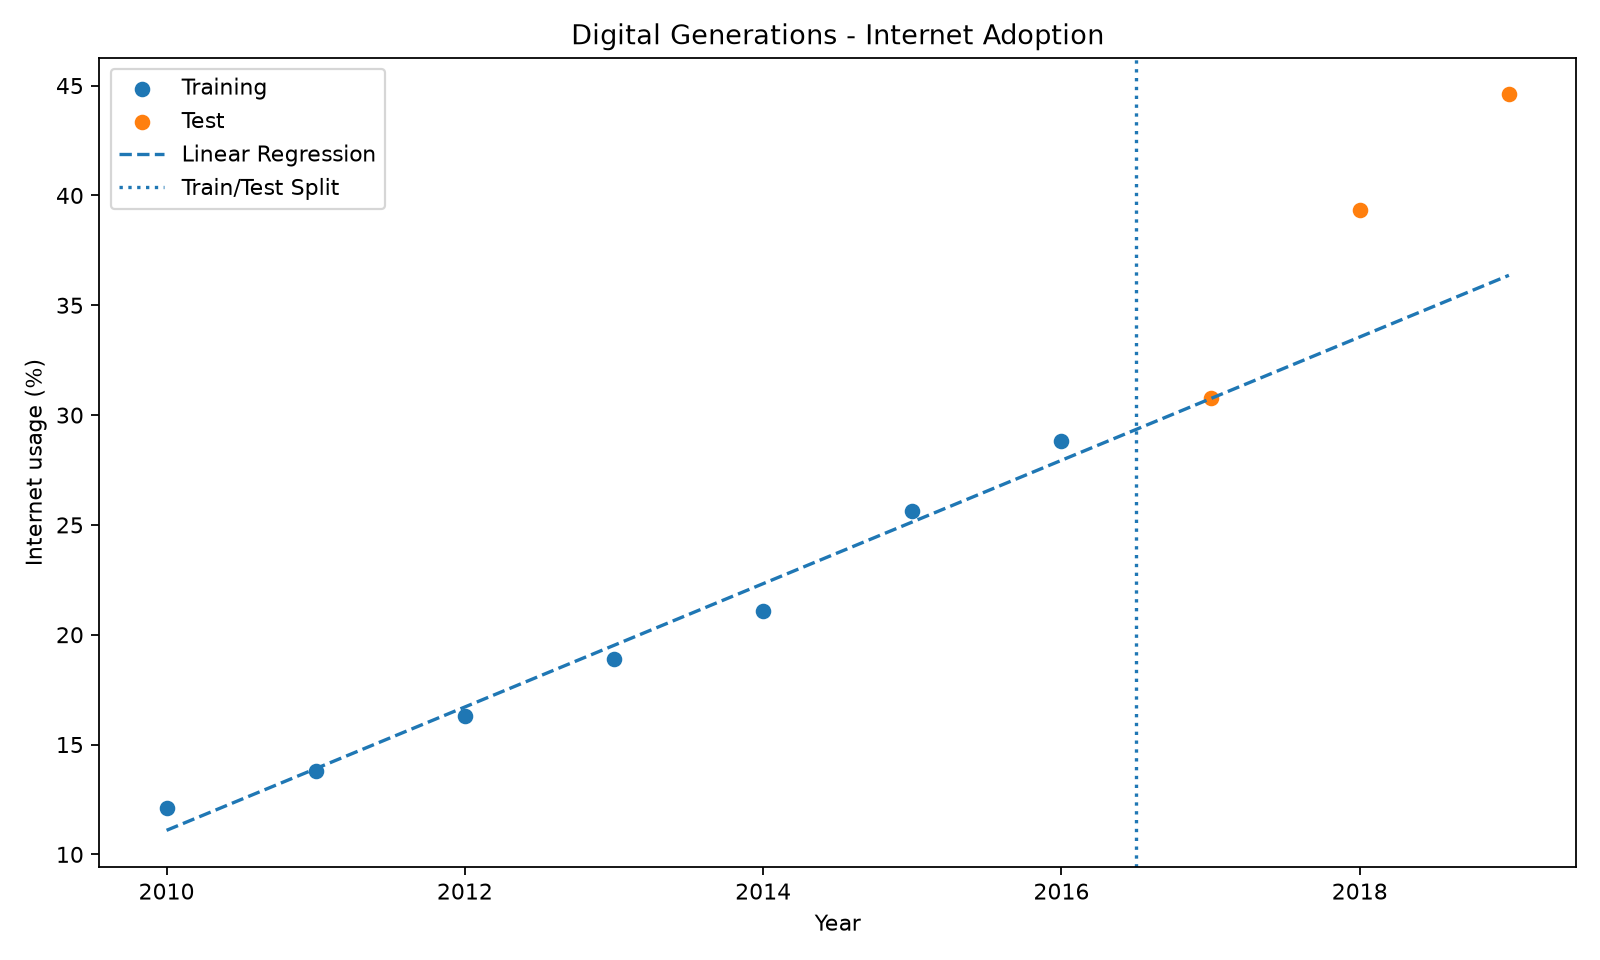 Digital Generations - Internet Adoption
Training
Test
Linear Regression
Train/Test Split
45
40
35
30
25
20
15
10
Internet usage (%)
2010 2012 2014 2016 2018
Year